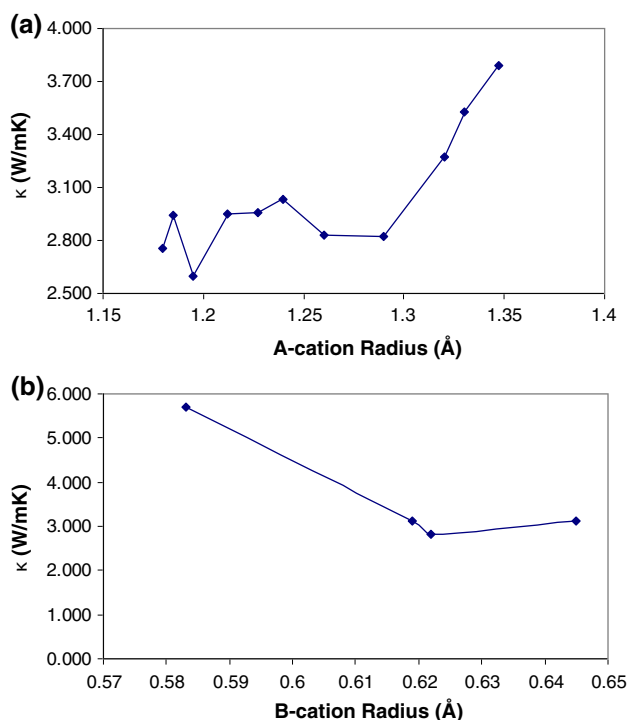 (a)
4.000
3.700
3.400
3.100
2.800
2.500
κ (W/mK)
1.15 1.2 1.25 1.3 1.35 1.4
A-cation Radius (Å)
(b)
6.000
5.000
4.000
3.000
2.000
1.000
0.000
κ (W/mK)
0.57 0.58 0.59 0.6 0.61 0.62 0.63 0.64 0.65
B-cation Radius (Å)